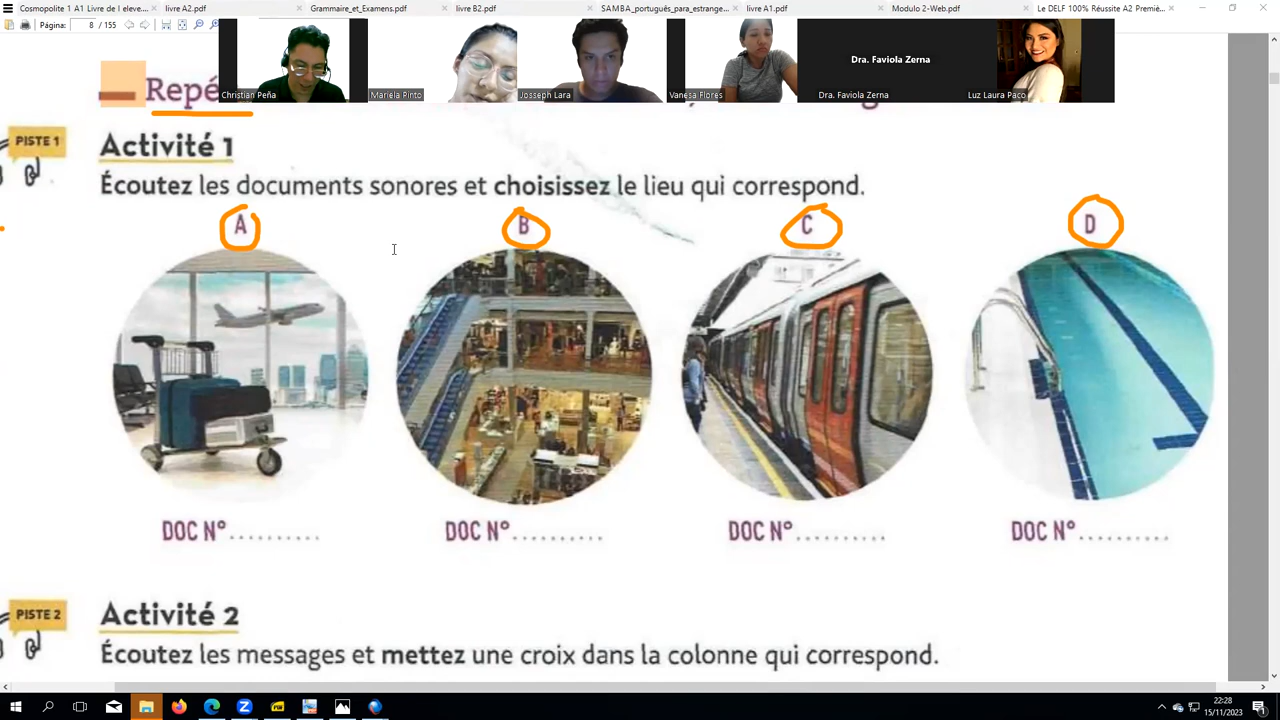 Cosmopolite 1 A1 Livre de l eleve...
livre A2.pdf
Grammaire_et_Examens.pdf
livre B2.pdf
SAMBA_português_para_estrange...
livre A1.pdf
Modulo 2-Web.pdf
Le DELF 100% Réussite A2 Premiè...
Página:
8
/ 155
Christian Peña
Mariela Pinto
Josseph Lara
Vanesa Flores
Dra. Faviola Zerna
Dra. Faviola Zerna
Luz Laura Paco
Repé
PISTE 1
Activité 1
Écoutez les documents sonores et choisissez le lieu qui correspond.
A
B
C
D
DOC N°..........
DOC N°..........
DOC N°..........
DOC N°..........
PISTE 2
Activité 2
Écoutez les messages et mettez une croix dans la colonne qui correspond.
22:28
15/11/2023